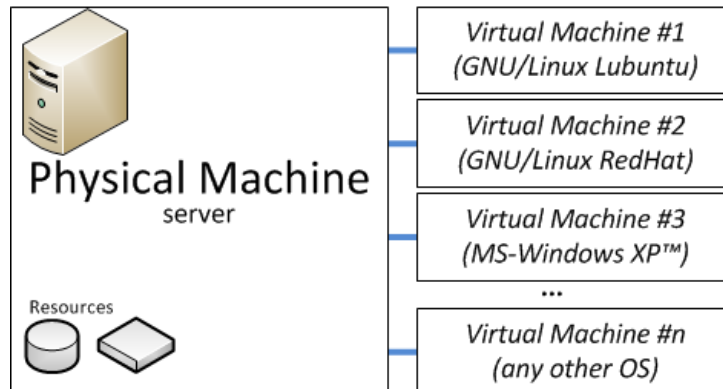 Physical Machine
server
Resources
Virtual Machine #1
(GNU/Linux Lubuntu)
Virtual Machine #2
(GNU/Linux RedHat)
Virtual Machine #3
(MS-Windows XP™)
...
Virtual Machine #n
(any other OS)